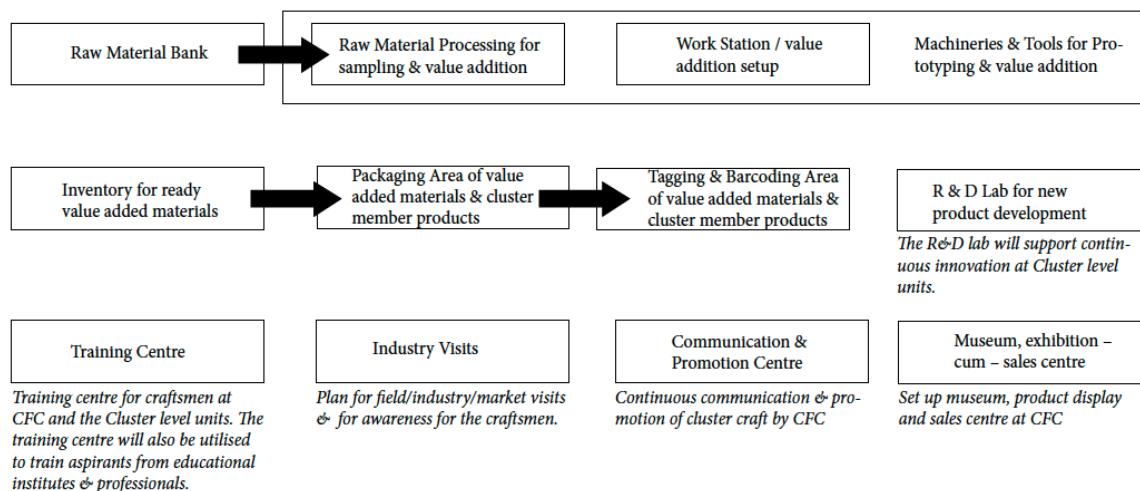 Raw Material Bank
Raw Material Processing for
sampling & value addition
Work Station / value
addition setup
Machineries & Tools for Pro-
totyping & value addition
Inventory for ready
value added materials
Packaging Area of value
added materials & cluster
member products
Tagging & Barcoding Area
of value added materials &
cluster member products
R & D Lab for new
product development
The R&D lab will support contin-
uous innovation at Cluster level
units.
Training Centre
Training centre for craftsmen at
CFC and the Cluster level units. The
training centre will also be utilised
to train aspirants from educational
institutes & professionals.
Industry Visits
Plan for field/industry/market visits
& for awareness for the craftsmen.
Communication &
Promotion Centre
Continuous communication & pro-
motion of cluster craft by CFC
Museum, exhibition –
cum – sales centre
Set up museum, product display
and sales centre at CFC